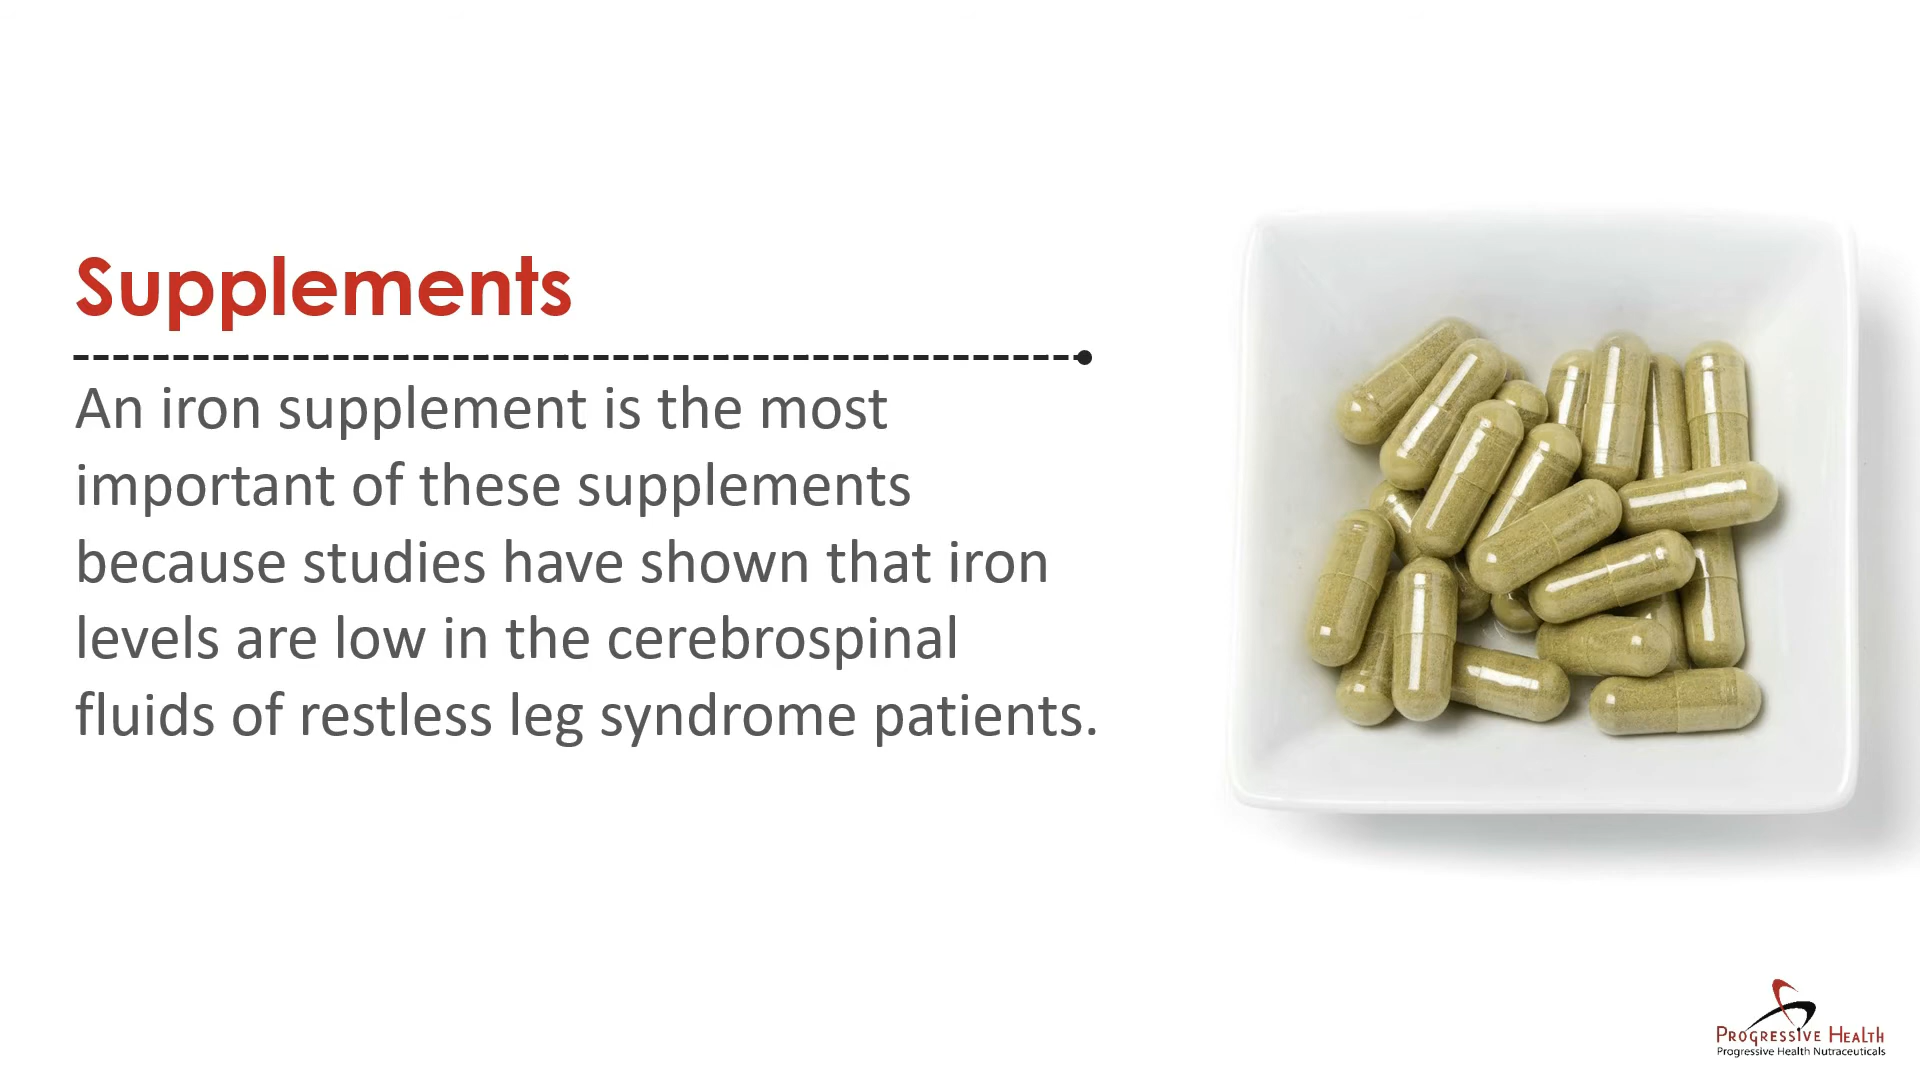 Supplements
An iron supplement is the most
important of these supplements
because studies have shown that iron
levels are low in the cerebrospinal
fluids of restless leg syndrome patients.
Progressive Health
Progressive Health Nutraceuticals